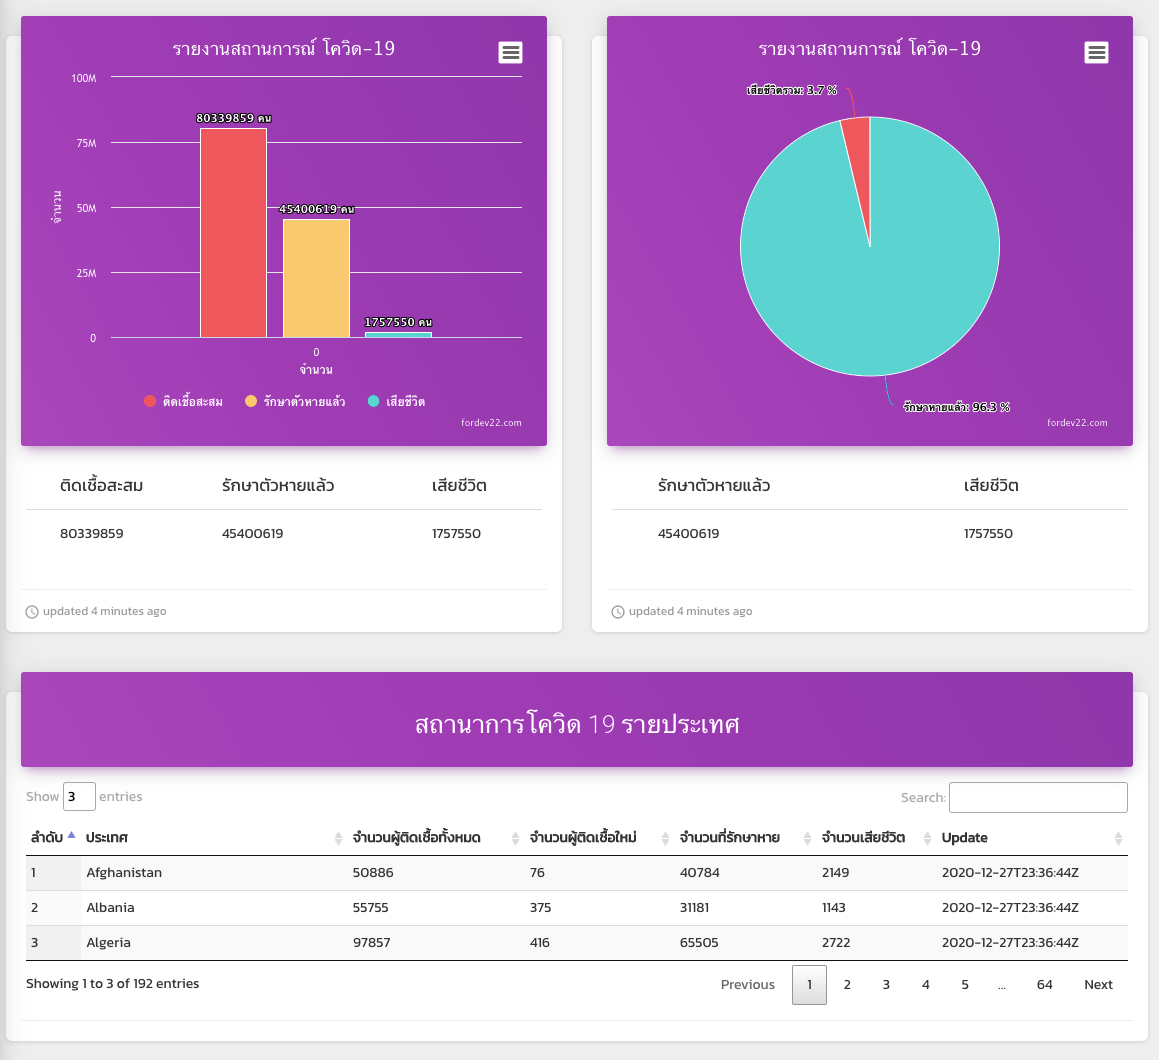 รายงานสถานการณ์ โควิด-19
100M
80339859 คน
75M
45400619 คน
50M
จำนวน
25M
1757550 คน
0
0
จำนวน
ติดเชื้อสะสม รักษาตัวหายแล้ว เสียชีวิต
fordev22.com
ติดเชื้อสะสม รักษาตัวหายแล้ว เสียชีวิต
80339859 45400619 1757550
updated 4 minutes ago
รายงานสถานการณ์ โควิด-19
เสียชีวิตรวม: 3.7 %
รักษาหายแล้ว: 96.3 %
fordev22.com
รักษาตัวหายแล้ว เสียชีวิต
45400619 1757550
updated 4 minutes ago
สถานาการโควิด 19 รายประเทศ
Show 3 entries Search:
ลำดับ ประเทศ จำนวนผู้ติดเชื้อทั้งหมด จำนวนผู้ติดเชื้อใหม่ จำนวนที่รักษาหาย จำนวนเสียชีวิต Update
1 Afghanistan 50886 76 40784 2149 2020-12-27T23:36:44Z
2 Albania 55755 375 31181 1143 2020-12-27T23:36:44Z
3 Algeria 97857 416 65505 2722 2020-12-27T23:36:44Z
Showing 1 to 3 of 192 entries Previous 1 2 3 4 5 ... 64 Next